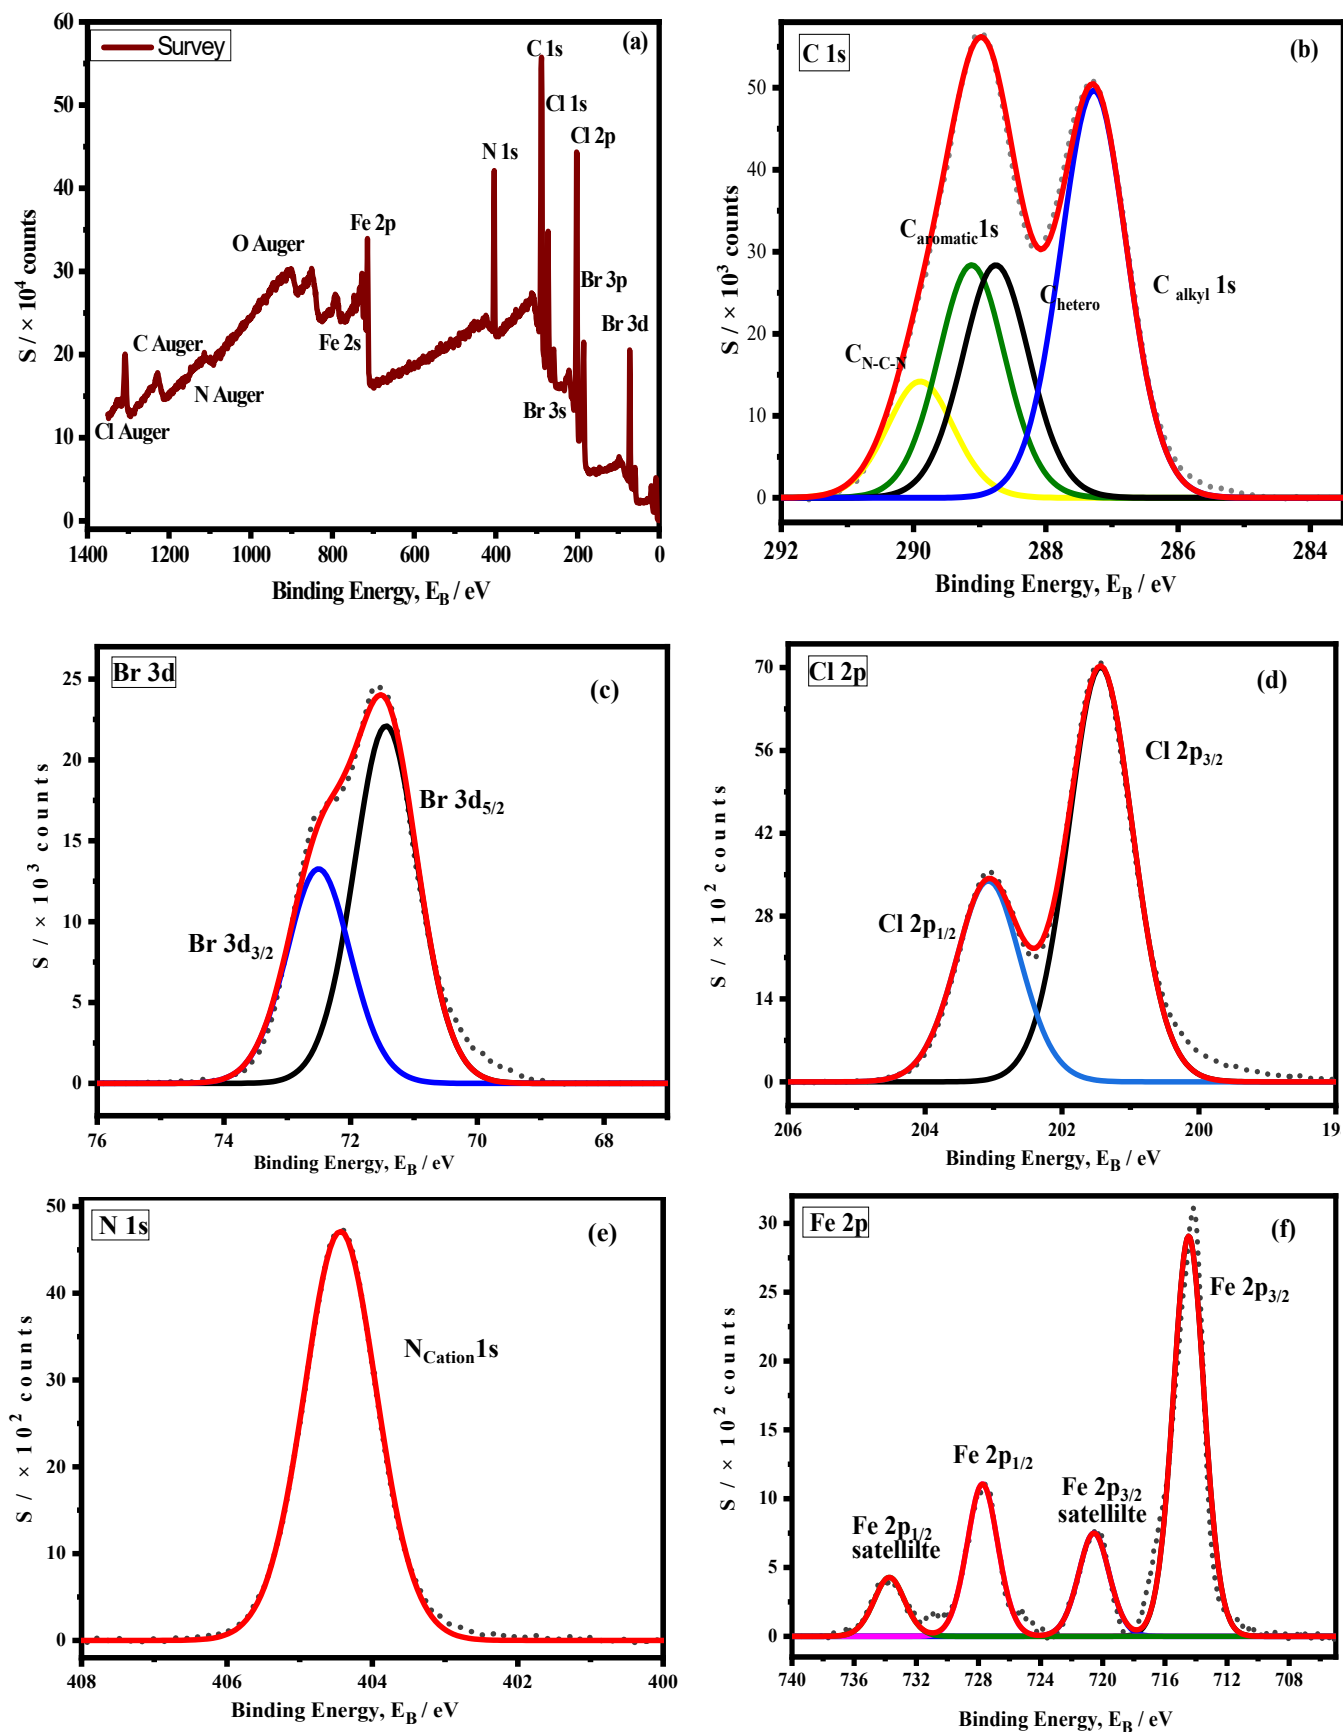 Survey
(a)
C 1s
Cl 1s
Cl 2p
N 1s
Fe 2p
O Auger
Br 3p
Br 3d
Fe 2s
C Auger
N Auger
Br 3s
Cl Auger
S / × 10⁴ counts
60
50
40
30
20
10
0
1400 1200 1000 800 600 400 200 0
Binding Energy, E_B / eV
C 1s
(b)
C_aromatic 1s
C_hetero
C_alkyl 1s
C_N-C-N
S / × 10³ counts
50
40
30
20
10
0
292 290 288 286 284
Binding Energy, E_B / eV
Br 3d
(c)
Br 3d_5/2
Br 3d_3/2
S / × 10³ counts
25
20
15
10
5
0
76 74 72 70 68
Binding Energy, E_B / eV
Cl 2p
(d)
Cl 2p_3/2
Cl 2p_1/2
S / × 10² counts
70
56
42
28
14
0
206 204 202 200 19
Binding Energy, E_B / eV
N 1s
(e)
N_Cation 1s
S / × 10² counts
50
40
30
20
10
0
408 406 404 402 400
Binding Energy, E_B / eV
Fe 2p
(f)
Fe 2p_3/2
Fe 2p_1/2
Fe 2p_3/2
satellilte
Fe 2p_1/2
satellilte
S / × 10² counts
30
25
20
15
10
5
0
740 736 732 728 724 720 716 712 708
Binding Energy, E_B / eV